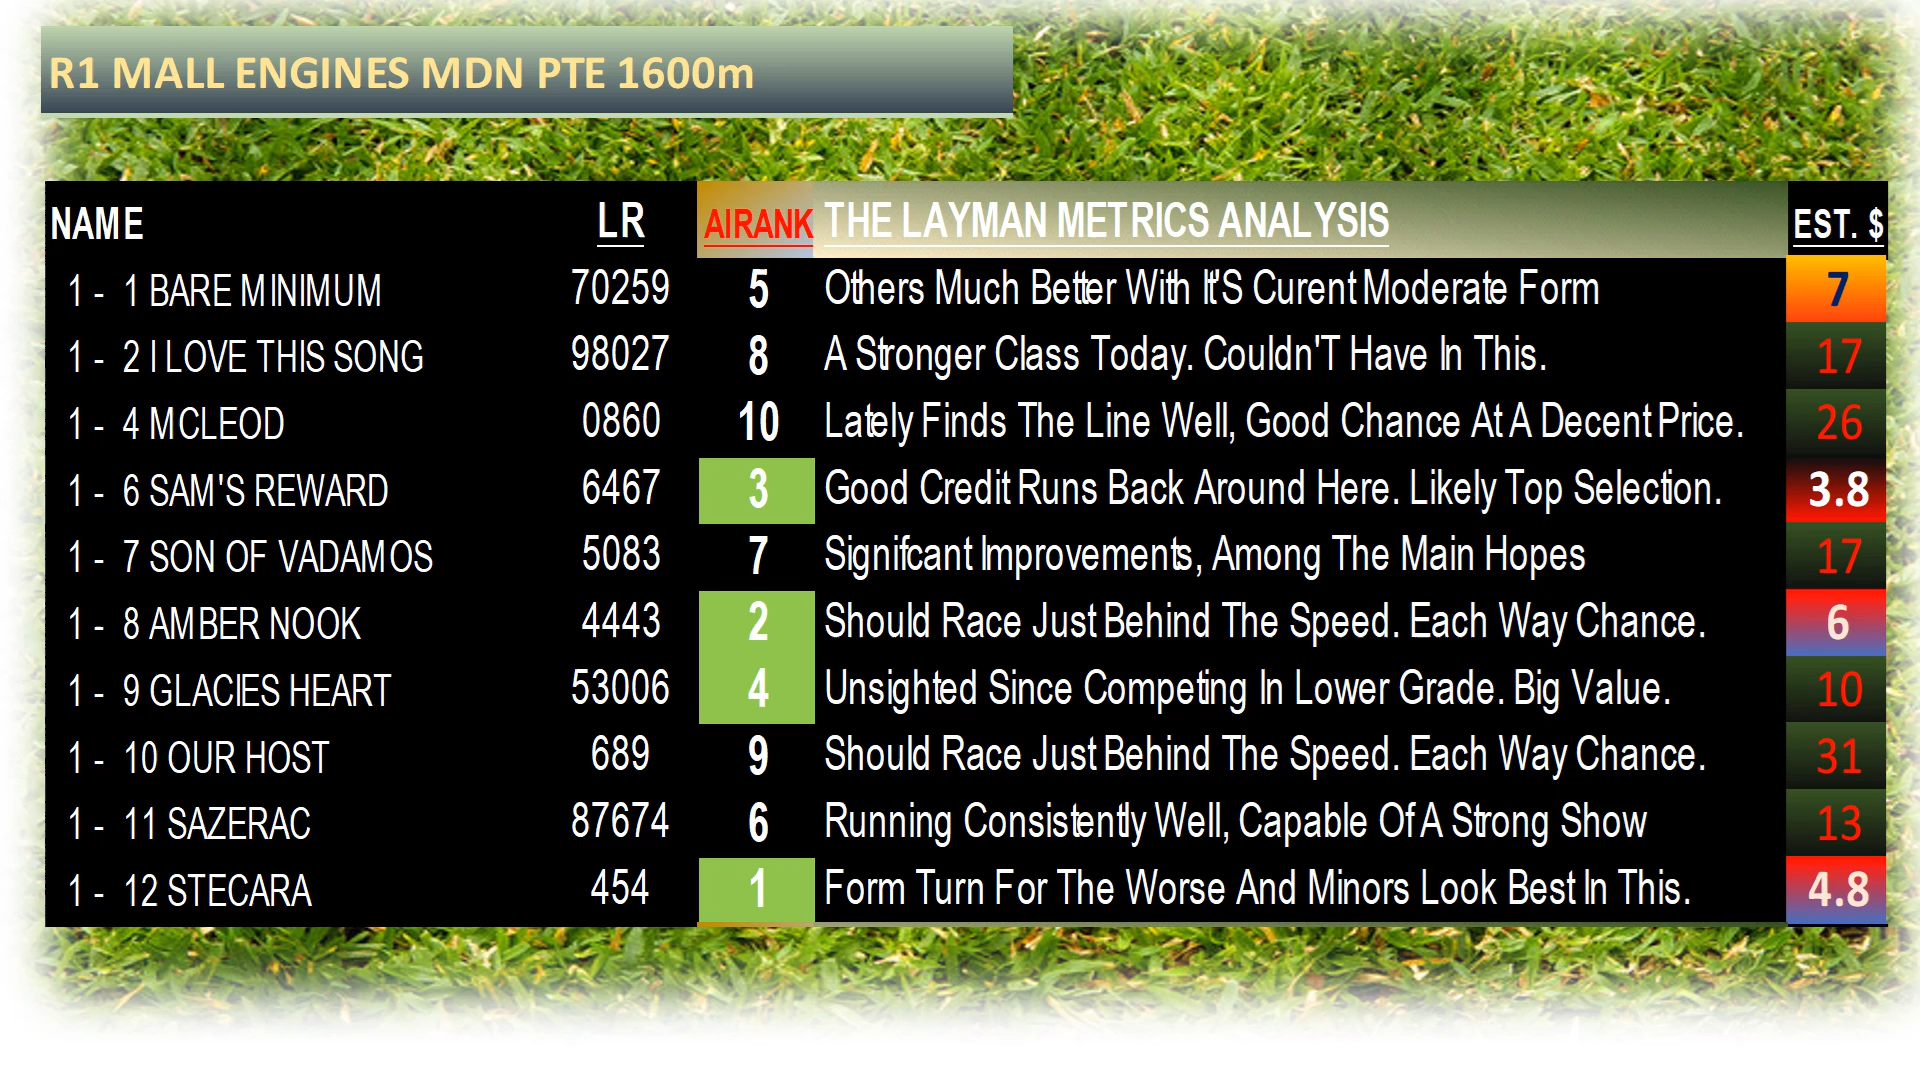 R1 MALL ENGINES MDN PTE 1600m
NAME LR AIRANK THE LAYMAN METRICS ANALYSIS EST. $
1 - 1 BARE MINIMUM 70259 5 Others Much Better With It'S Curent Moderate Form 7
1 - 2 I LOVE THIS SONG 98027 8 A Stronger Class Today. Couldn'T Have In This. 17
1 - 4 MCLEOD 0860 10 Lately Finds The Line Well, Good Chance At A Decent Price. 26
1 - 6 SAM'S REWARD 6467 3 Good Credit Runs Back Around Here. Likely Top Selection. 3.8
1 - 7 SON OF VADAMOS 5083 7 Signifcant Improvements, Among The Main Hopes 17
1 - 8 AMBER NOOK 4443 2 Should Race Just Behind The Speed. Each Way Chance. 6
1 - 9 GLACIES HEART 53006 4 Unsighted Since Competing In Lower Grade. Big Value. 10
1 - 10 OUR HOST 689 9 Should Race Just Behind The Speed. Each Way Chance. 31
1 - 11 SAZERAC 87674 6 Running Consistently Well, Capable Of A Strong Show 13
1 - 12 STECARA 454 1 Form Turn For The Worse And Minors Look Best In This. 4.8